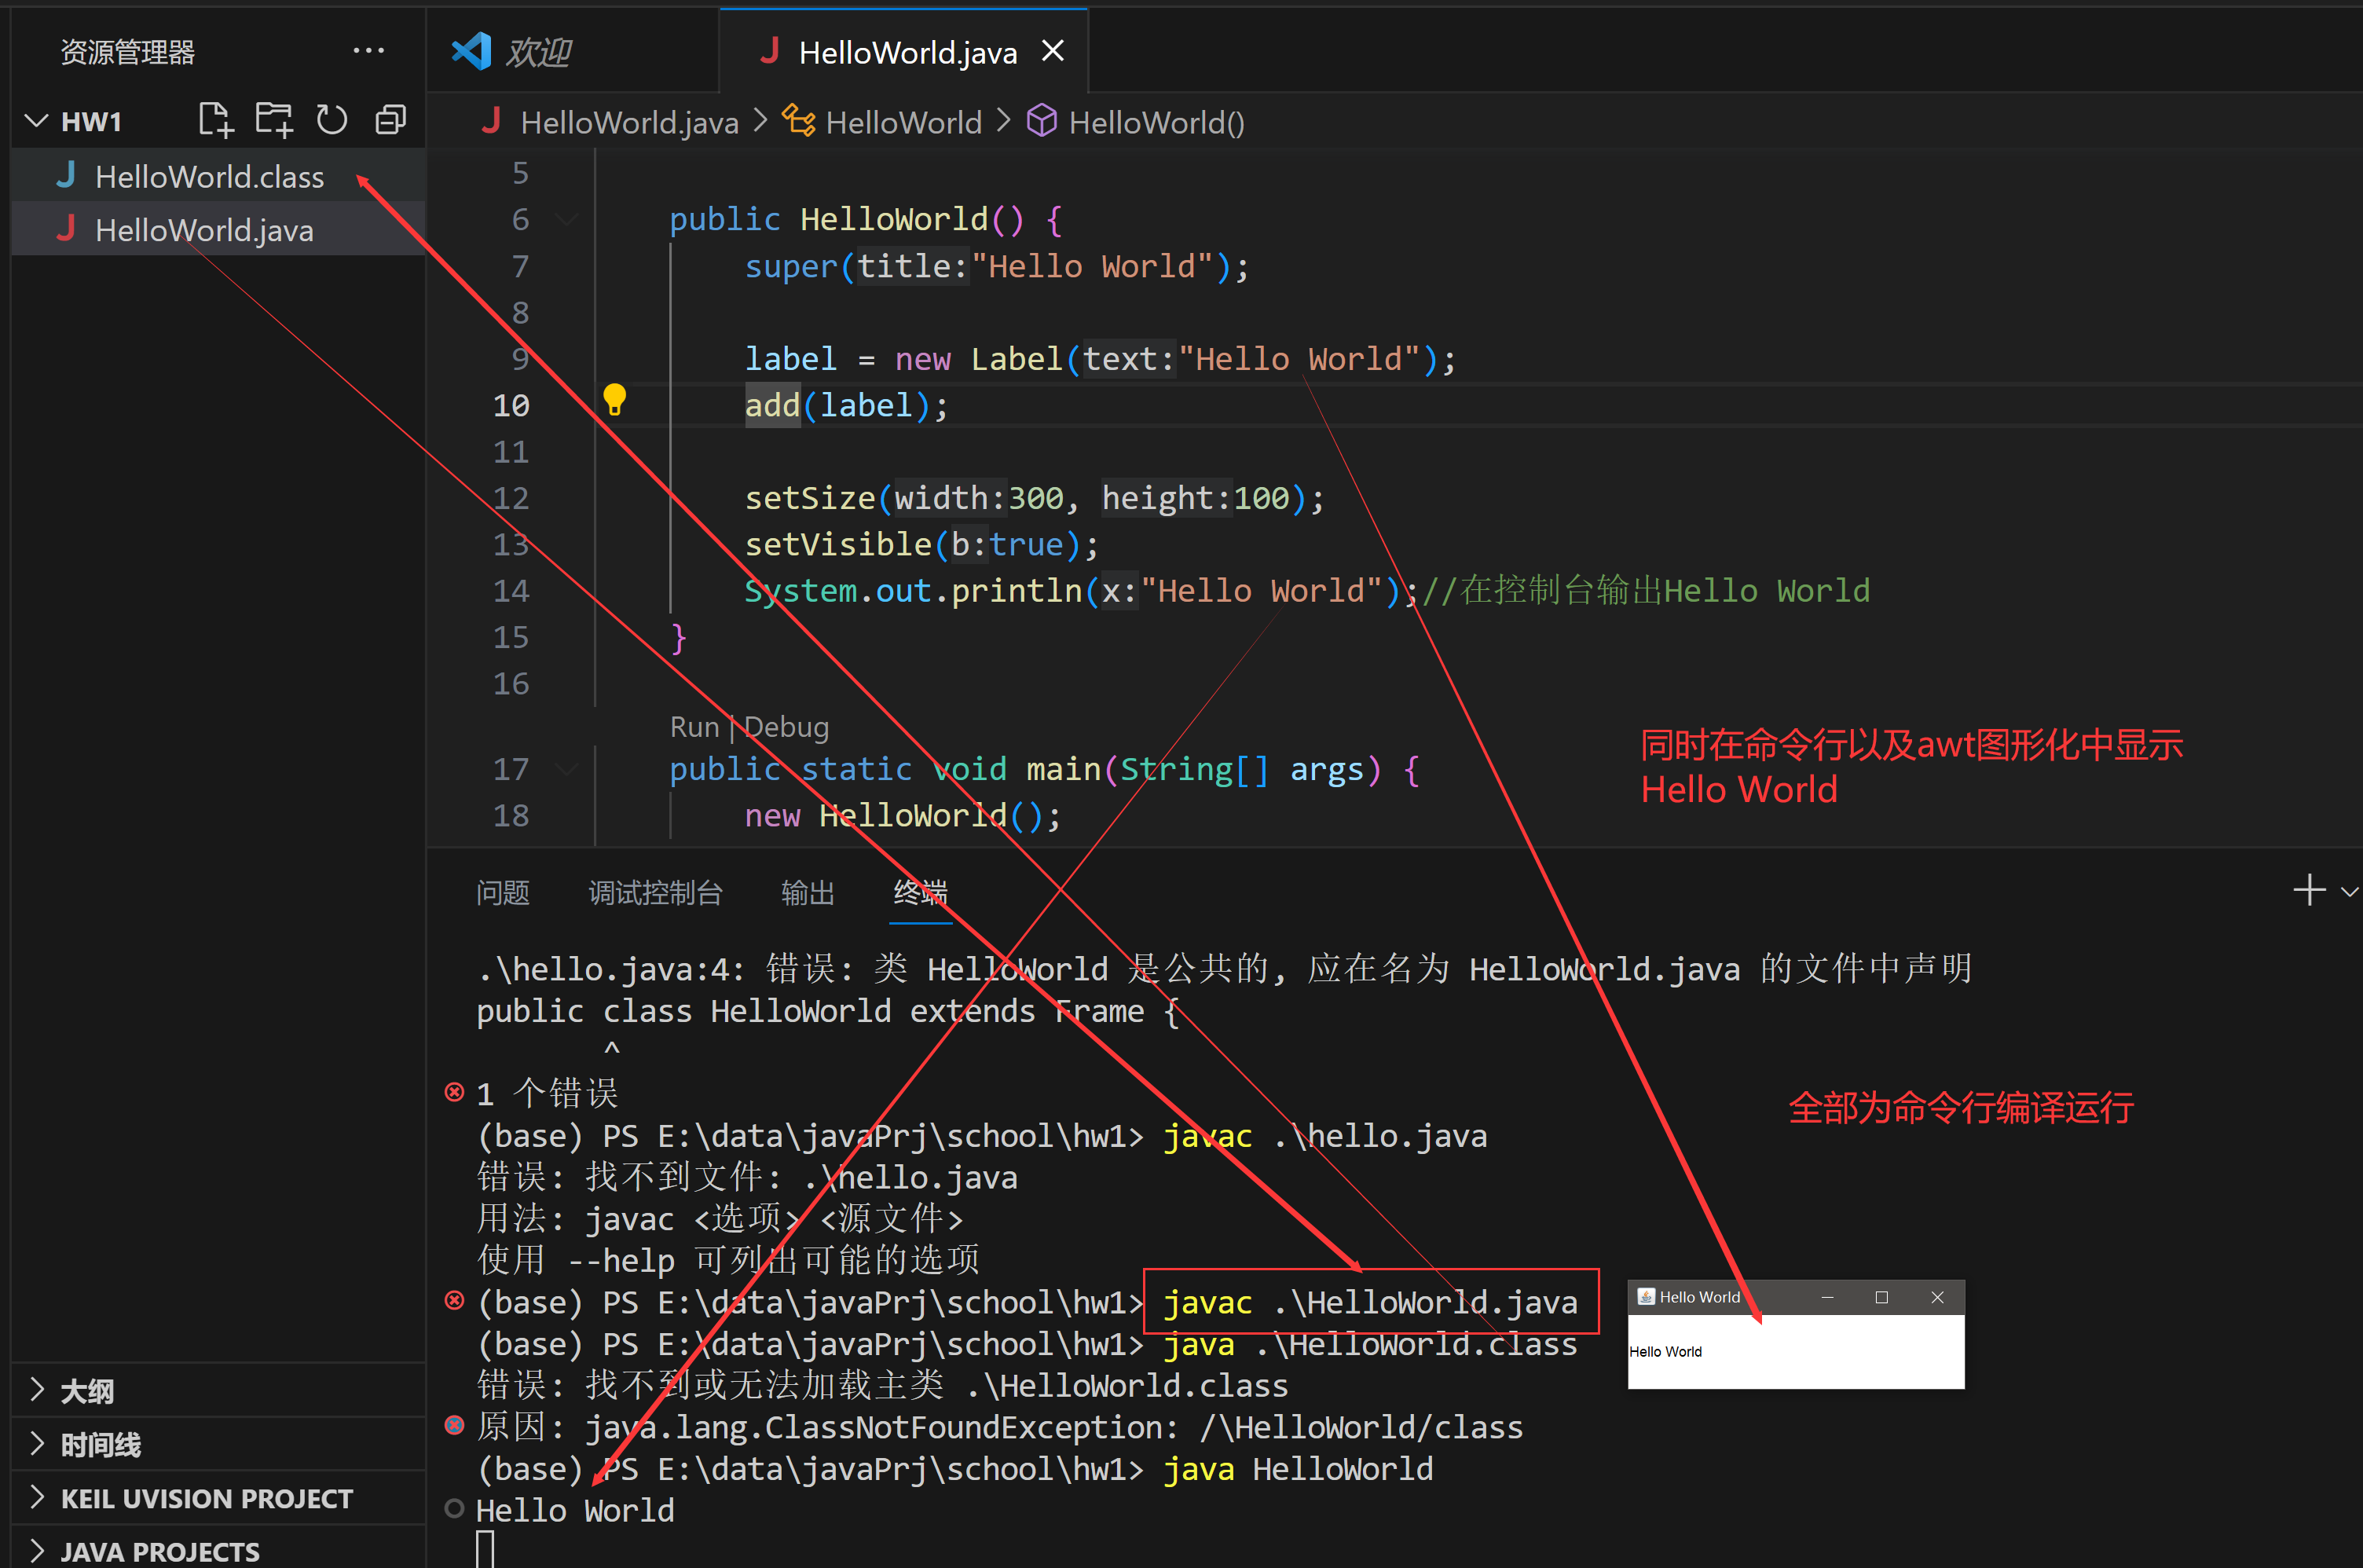 资源管理器
欢迎
HelloWorld.java
HW1
HelloWorld.java > HelloWorld > HelloWorld()
HelloWorld.class
HelloWorld.java
5
6 public HelloWorld() {
7 super(title:"Hello World");
8
9 label = new Label(text:"Hello World");
10 add(label);
11
12 setSize(width:300, height:100);
13 setVisible(b:true);
14 System.out.println(x:"Hello World");//在控制台输出Hello World
15 }
16
Run | Debug
17 public static void main(String[] args) {
18 new HelloWorld();
同时在命令行以及awt图形化中显示
Hello World
问题 调试控制台 输出 终端
.\hello.java:4: 错误: 类 HelloWorld 是公共的, 应在名为 HelloWorld.java 的文件中声明
public class HelloWorld extends Frame {
^
1 个错误
(base) PS E:\data\javaPrj\school\hw1> javac .\hello.java
错误: 找不到文件: .\hello.java
用法: javac <选项> <源文件>
使用 --help 可列出可能的选项
(base) PS E:\data\javaPrj\school\hw1> javac .\HelloWorld.java
(base) PS E:\data\javaPrj\school\hw1> java .\HelloWorld.class
错误: 找不到或无法加载主类 .\HelloWorld.class
原因: java.lang.ClassNotFoundException: /\HelloWorld/class
(base) PS E:\data\javaPrj\school\hw1> java HelloWorld
Hello World
全部为命令行编译运行
Hello World
Hello World
大纲
时间线
KEIL UVISION PROJECT
JAVA PROJECTS